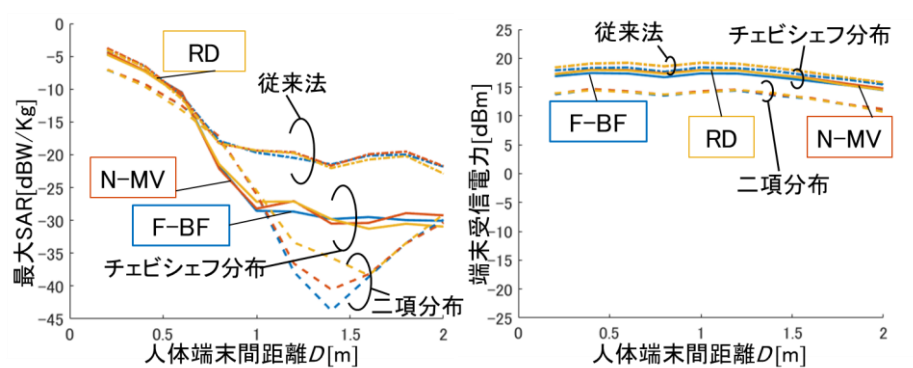 0
-5
-10
-15
-20
-25
-30
-35
-40
-45
最大SAR[dBW/Kg]
RD
従来法
N-MV
F-BF
チェビシェフ分布
二項分布
0
0.5
1.0
1.5
2
人体端末間距離D[m]
25
20
15
10
5
0
-5
-10
-15
-20
-25
端末受信電力[dBm]
従来法
チェビシェフ分布
F-BF
RD
N-MV
二項分布
0
0.5
1.0
1.5
2
人体端末間距離D[m]